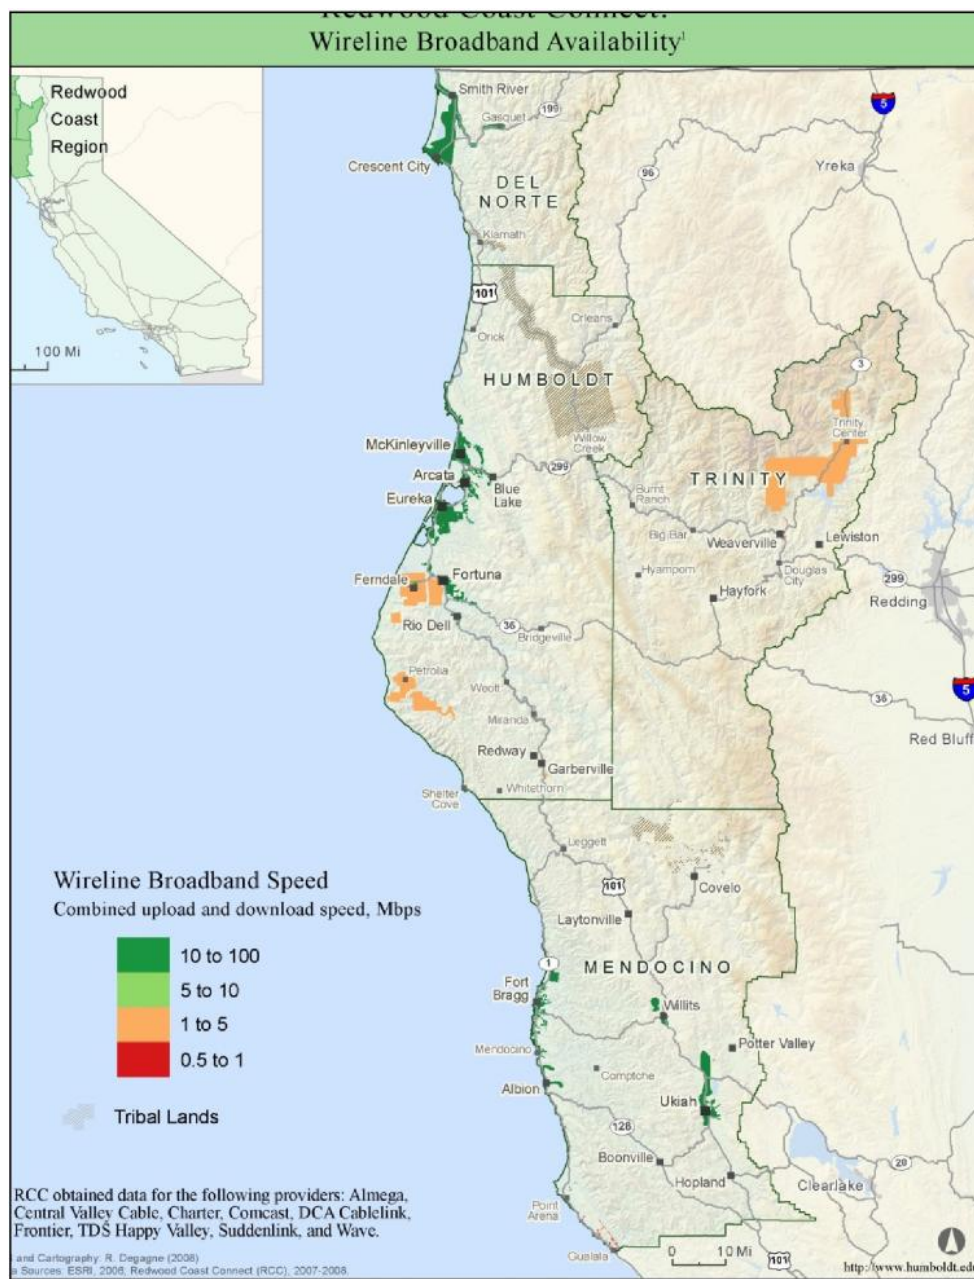 Redwood Coast Connect:
Wireline Broadband Availability¹
Redwood
Coast
Region
100 Mi
Smith River
199
Gasquet
5
Crescent City
Yreka
96
DEL
NORTE
Klamath
101
Orick
Orleans
3
HUMBOLDT
Trinity
Center
McKinleyville
Willow
Creek
299
Arcata
Blue
Lake
TRINITY
Eureka
Burnt
Ranch
Big Bar
Weaverville
Lewiston
Hyampom
Douglas
City
299
Ferndale
Fortuna
Hayfork
Redding
Rio Dell
36
Bridgeville
Petrolia
Weott
5
36
Miranda
Red Bluff
Redway
Garberville
Shelter
Cove
Whitethorn
Leggett
Wireline Broadband Speed
Combined upload and download speed, Mbps
10 to 100
5 to 10
1 to 5
0.5 to 1
Tribal Lands
101
Covelo
Laytonville
1
MENDOCINO
Fort
Bragg
Willits
Mendocino
Potter Valley
Comptche
Albion
Ukiah
128
Boonville
20
Hopland
Clearlake
Point
Arena
Gualala
RCC obtained data for the following providers: Almega,
Central Valley Cable, Charter, Comcast, DCA Cablelink,
Frontier, TDS Happy Valley, Suddenlink, and Wave.
and Cartography: R. Degagne (2008)
Sources: ESRI, 2006, Redwood Coast Connect (RCC), 2007-2008.
0 10 Mi
http://www.humboldt.ed